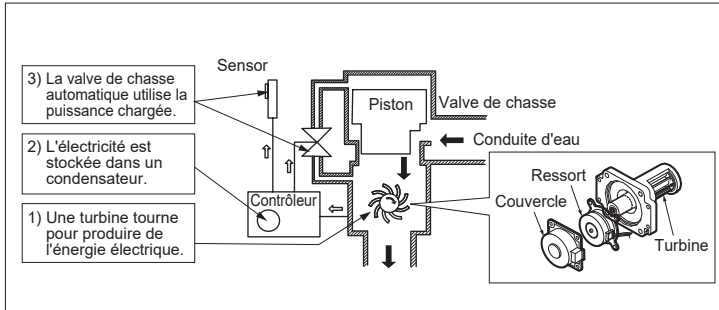 3) La valve de chasse
automatique utilise la
puissance chargée.
2) L'électricité est
stockée dans un
condensateur.
1) Une turbine tourne
pour produire de
l'énergie électrique.
Sensor
Contrôleur
Piston
Valve de chasse
Conduite d'eau
Ressort
Couvercle
Turbine